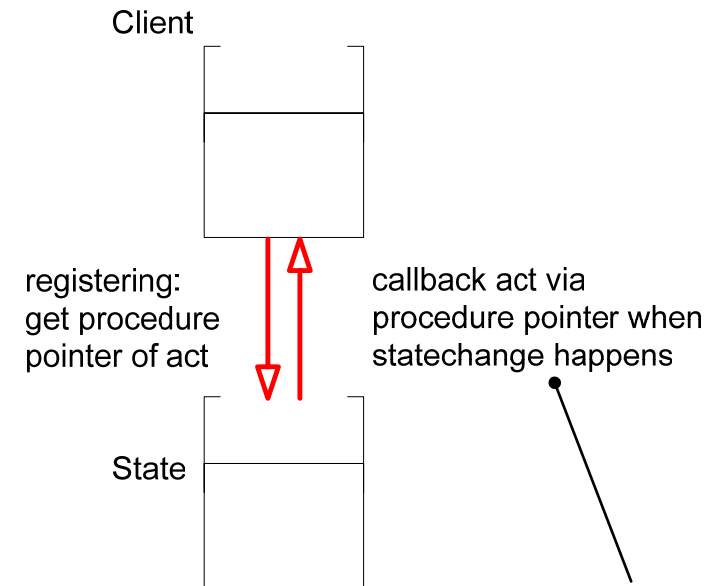 Client
registering:
get procedure
pointer of act
callback act via
procedure pointer when
statechange happens
State